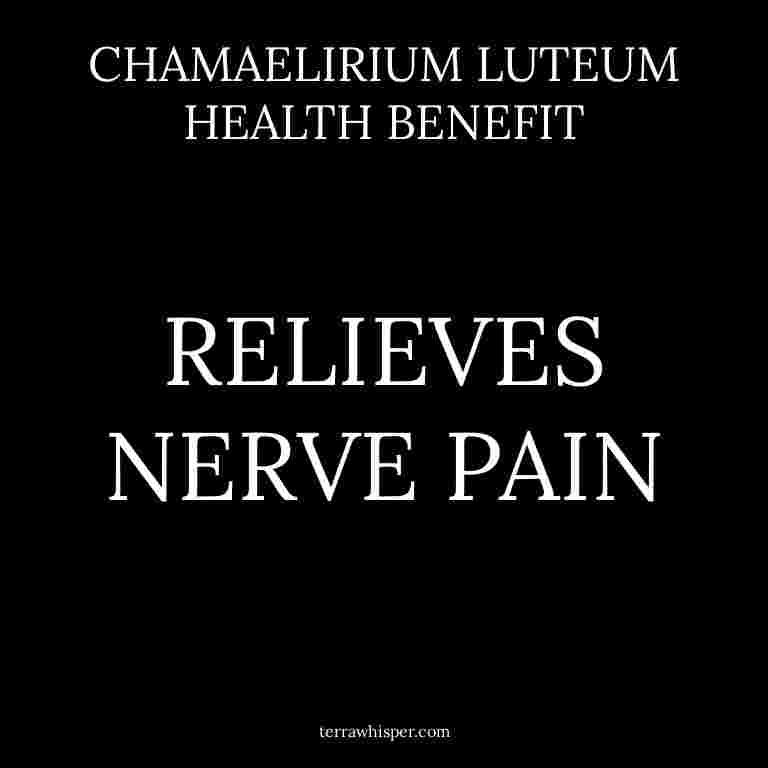 CHAMAELIRIUM LUTEUM
HEALTH BENEFIT
RELIEVES
NERVE PAIN
terrawhisper.com